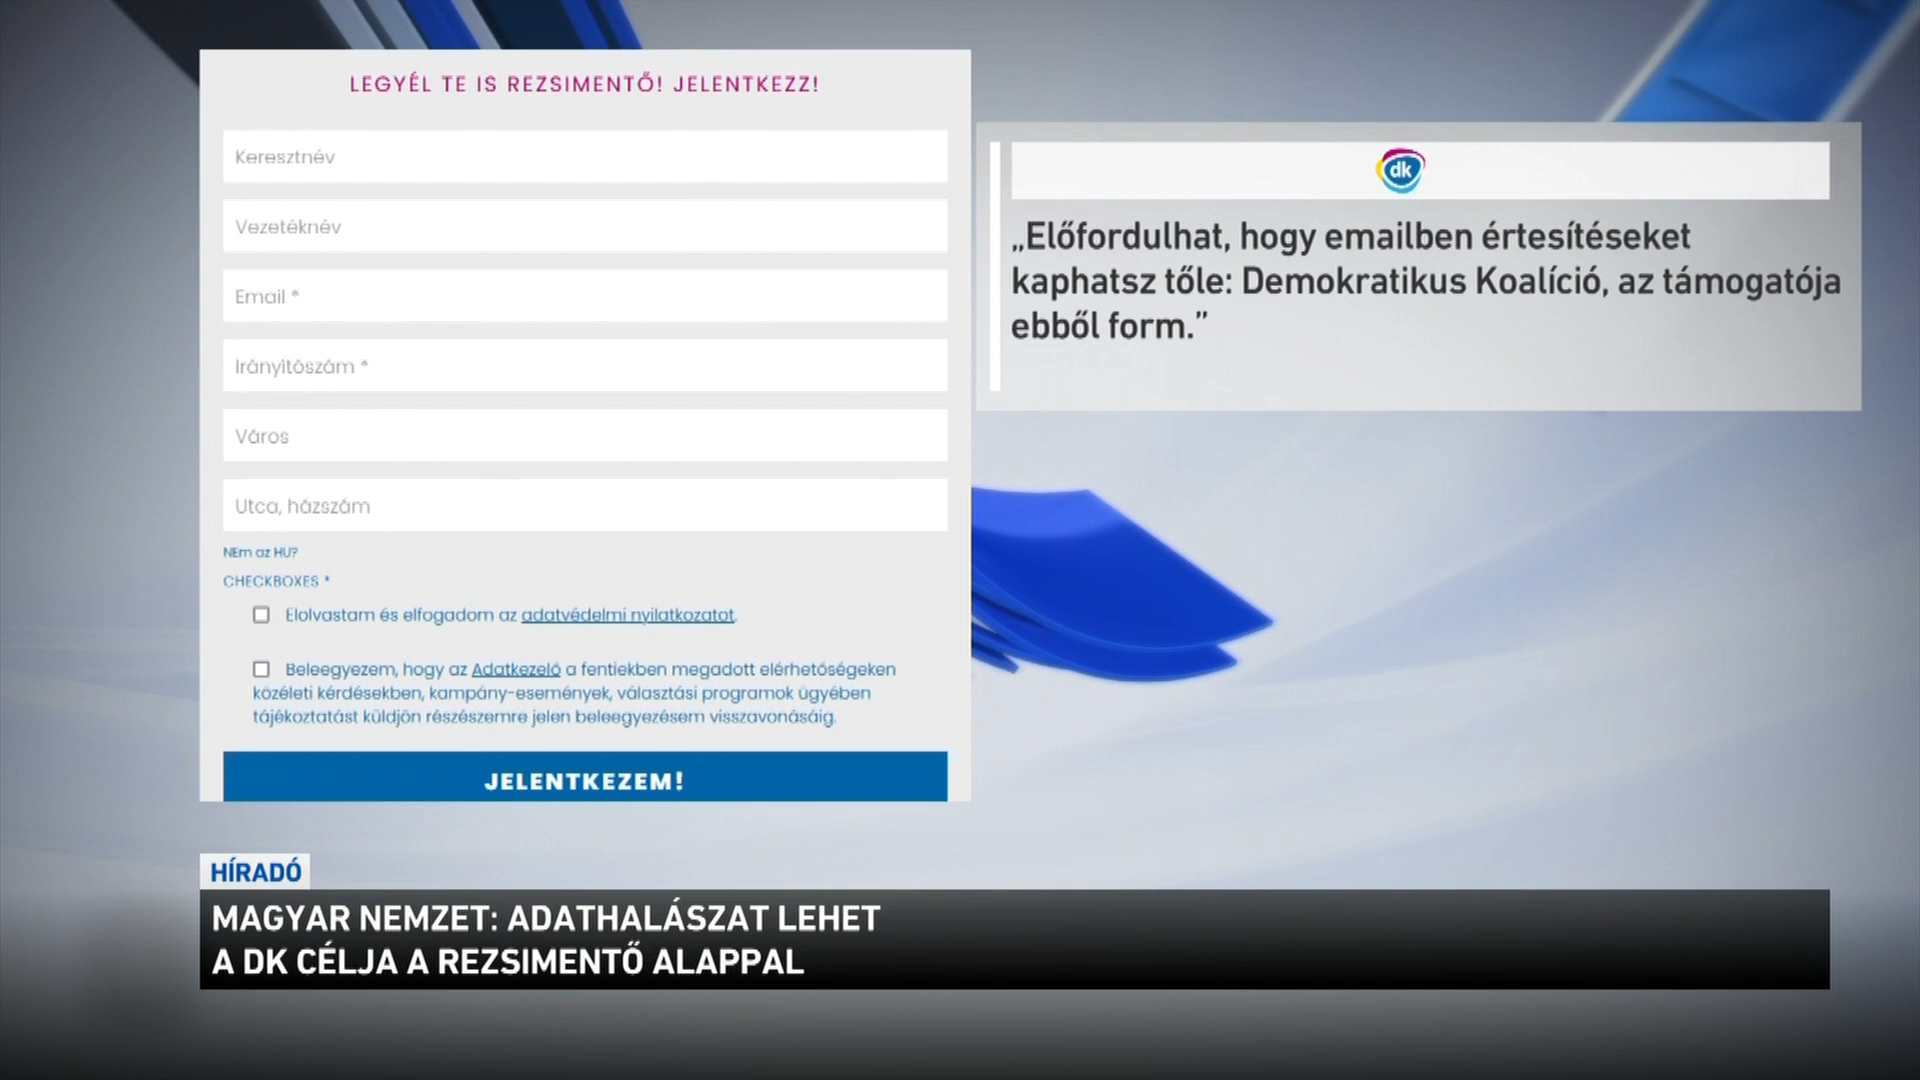 LEGYÉL TE IS REZSIMENTŐ! JELENTKEZZ!
Keresztnév
Vezetéknév
Email *
Irányítószám *
Város
Utca, házszám
NEm az HU?
CHECKBOXES *
Elolvastam és elfogadom az adatvédelmi nyilatkozatot.
Beleegyezem, hogy az Adatkezelő a fentiekben megadott elérhetőségeken
közéleti kérdésekben, kampány-események, választási programok ügyében
tájékoztatást küldjön részészemre jelen beleegyezésem visszavonásáig.
JELENTKEZEM!
dk
„Előfordulhat, hogy emailben értesítéseket
kaphatsz tőle: Demokratikus Koalíció, az támogatója
ebből form.”
HÍRADÓ
MAGYAR NEMZET: ADATHALÁSZAT LEHET
A DK CÉLJA A REZSIMENTŐ ALAPPAL